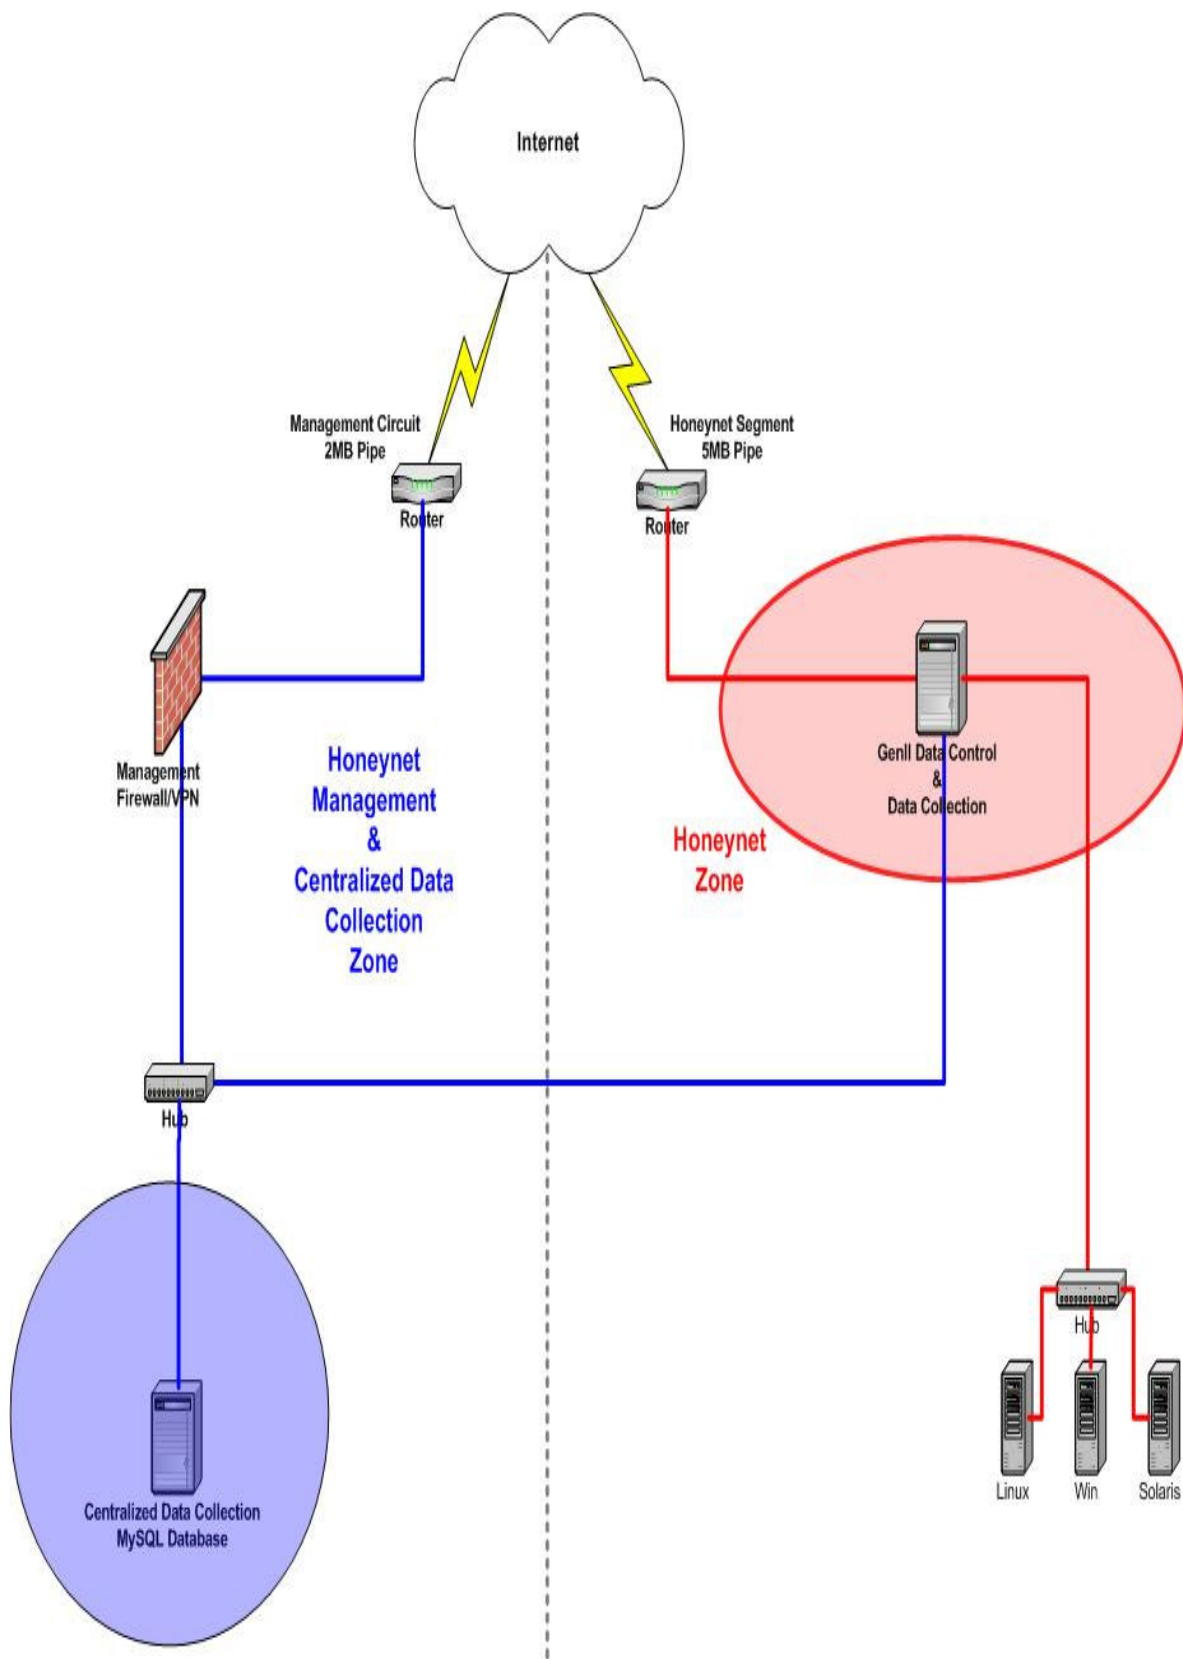 Internet
Management Circuit
2MB Pipe
Honeynet Segment
5MB Pipe
Router
Router
Management
Firewall/VPN
Honeynet
Management
&
Centralized Data
Collection
Zone
Honeynet
Zone
GenII Data Control
&
Data Collection
Hub
Centralized Data Collection
MySQL Database
Hub
Linux
Win
Solaris